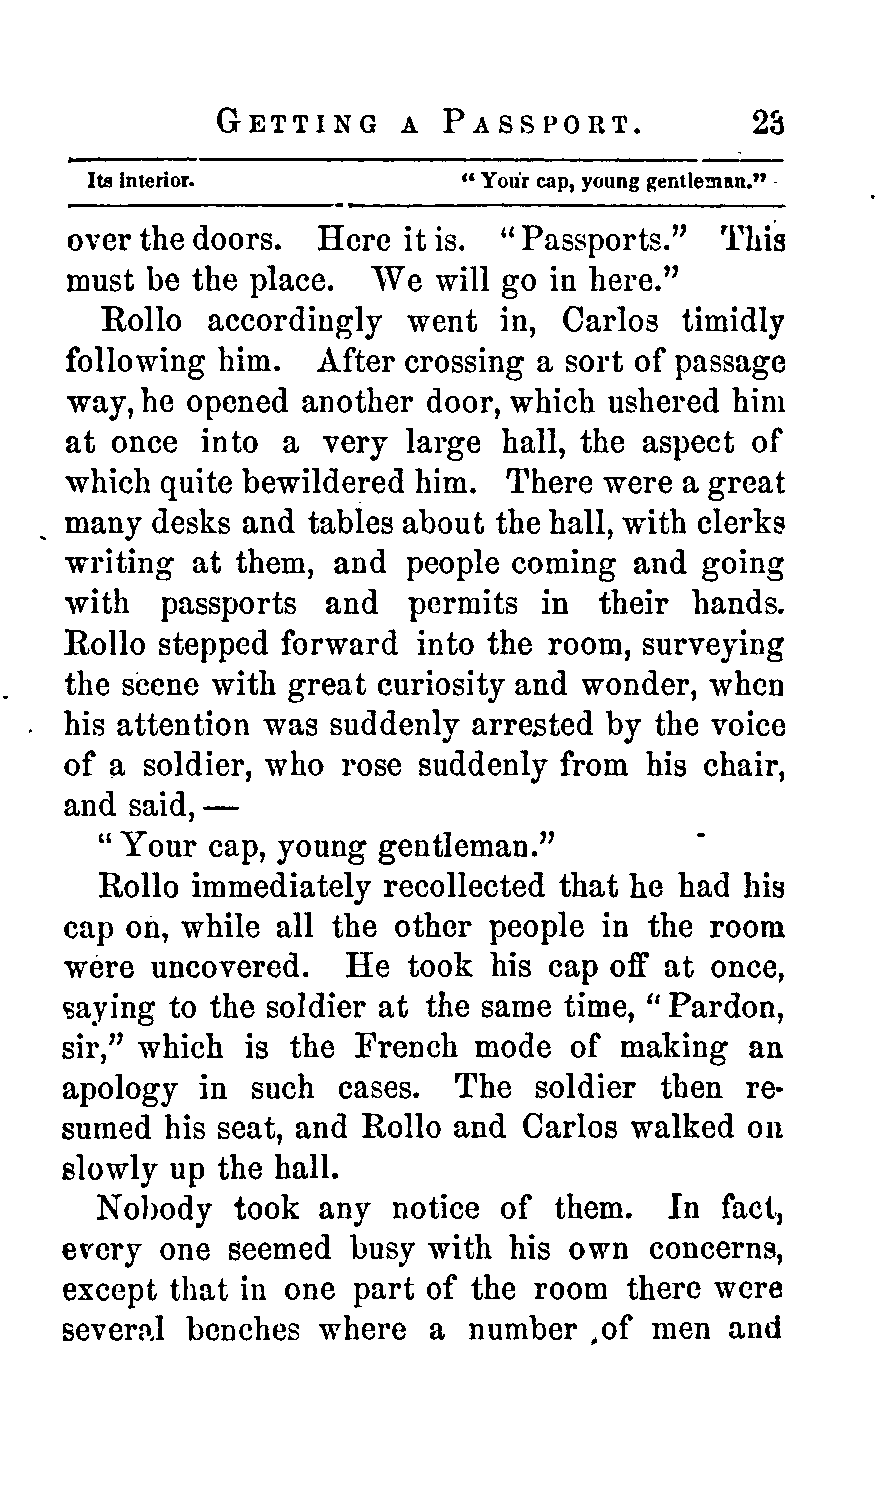 GETTING A PASSPORT. 23
Its interior. "Your cap, young gentleman."
over the doors. Here it is. "Passports." This
must be the place. We will go in here."
Rollo accordingly went in, Carlos timidly
following him. After crossing a sort of passage
way, he opened another door, which ushered him
at once into a very large hall, the aspect of
which quite bewildered him. There were a great
many desks and tables about the hall, with clerks
writing at them, and people coming and going
with passports and permits in their hands.
Rollo stepped forward into the room, surveying
the scene with great curiosity and wonder, when
his attention was suddenly arrested by the voice
of a soldier, who rose suddenly from his chair,
and said, —
"Your cap, young gentleman."
Rollo immediately recollected that he had his
cap on, while all the other people in the room
were uncovered. He took his cap off at once,
saying to the soldier at the same time, "Pardon,
sir," which is the French mode of making an
apology in such cases. The soldier then re-
sumed his seat, and Rollo and Carlos walked on
slowly up the hall.
Nobody took any notice of them. In fact,
every one seemed busy with his own concerns,
except that in one part of the room there were
several benches where a number of men and